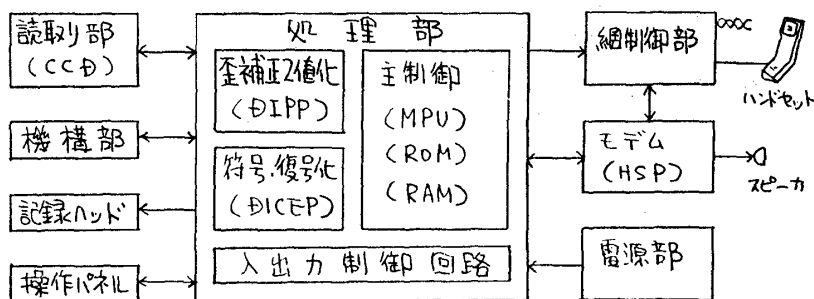 読取り部
(CCD)
機構部
記録ヘッド
操作パネル
処理部
歪補正2値化
(DIPP)
符号.復号化
(DICEP)
主制御
(MPU)
(ROM)
(RAM)
入出力制御回路
網制御部
ハンドセット
モデム
(HSP)
スピーカ
電源部